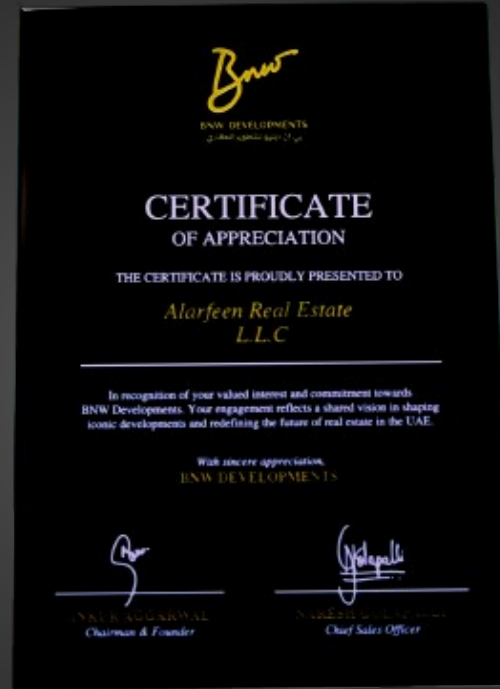 Bnw
BNW DEVELOPMENTS
CERTIFICATE
OF APPRECIATION
THE CERTIFICATE IS PROUDLY PRESENTED TO
Alarfeen Real Estate
L.L.C
In recognition of your valued interest and commitment towards
BNW Developments. Your engagement reflects a shared vision in shaping
iconic developments and redefining the future of real estate in the UAE.
With sincere appreciation,
BNW DEVELOPMENTS
AGGARWAL
Chairman & Founder
NARESH
Chief Sales Officer